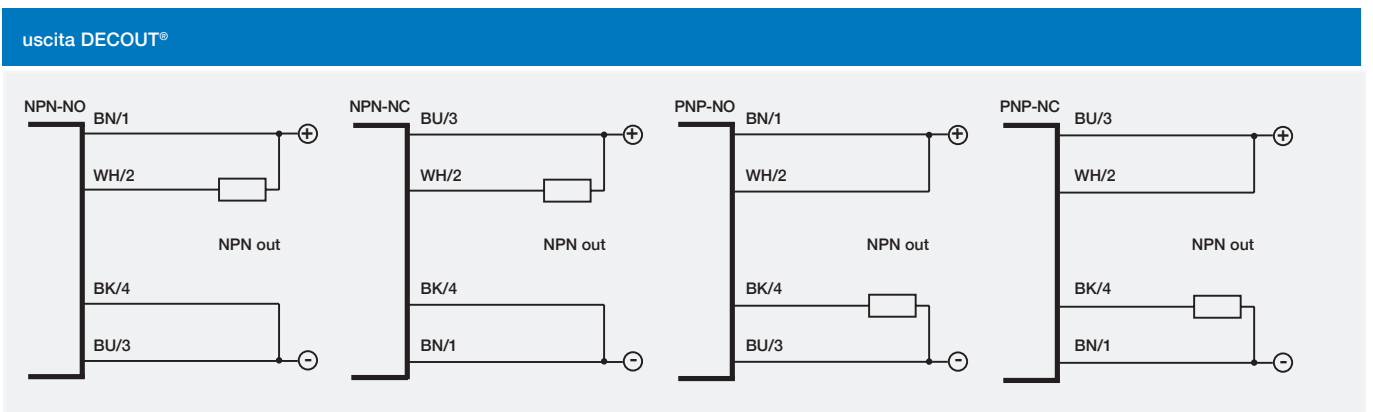 uscita DECOUT®
NPN-NO
BN/1
+
WH/2
NPN out
BK/4
BU/3
-
NPN-NC
BU/3
+
WH/2
NPN out
BK/4
BN/1
-
PNP-NO
BN/1
+
WH/2
NPN out
BK/4
BU/3
-
PNP-NC
BU/3
+
WH/2
NPN out
BK/4
BN/1
-